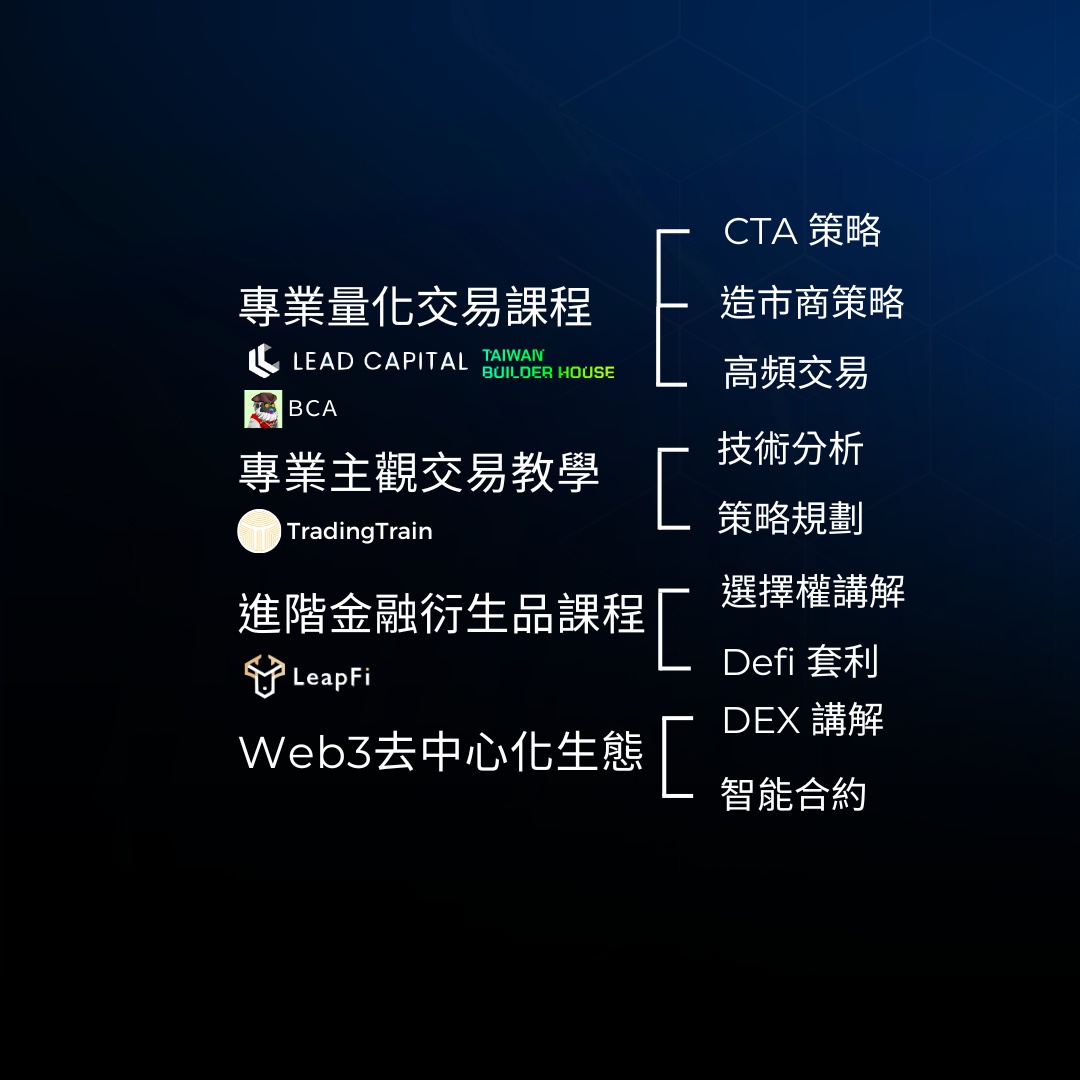 專業量化交易課程
LEAD CAPITAL
TAIWAN
BUILDER HOUSE
BCA
CTA 策略
造市商策略
高頻交易
專業主觀交易教學
TradingTrain
技術分析
策略規劃
進階金融衍生品課程
LeapFi
選擇權講解
Defi 套利
Web3去中心化生態
DEX 講解
智能合約